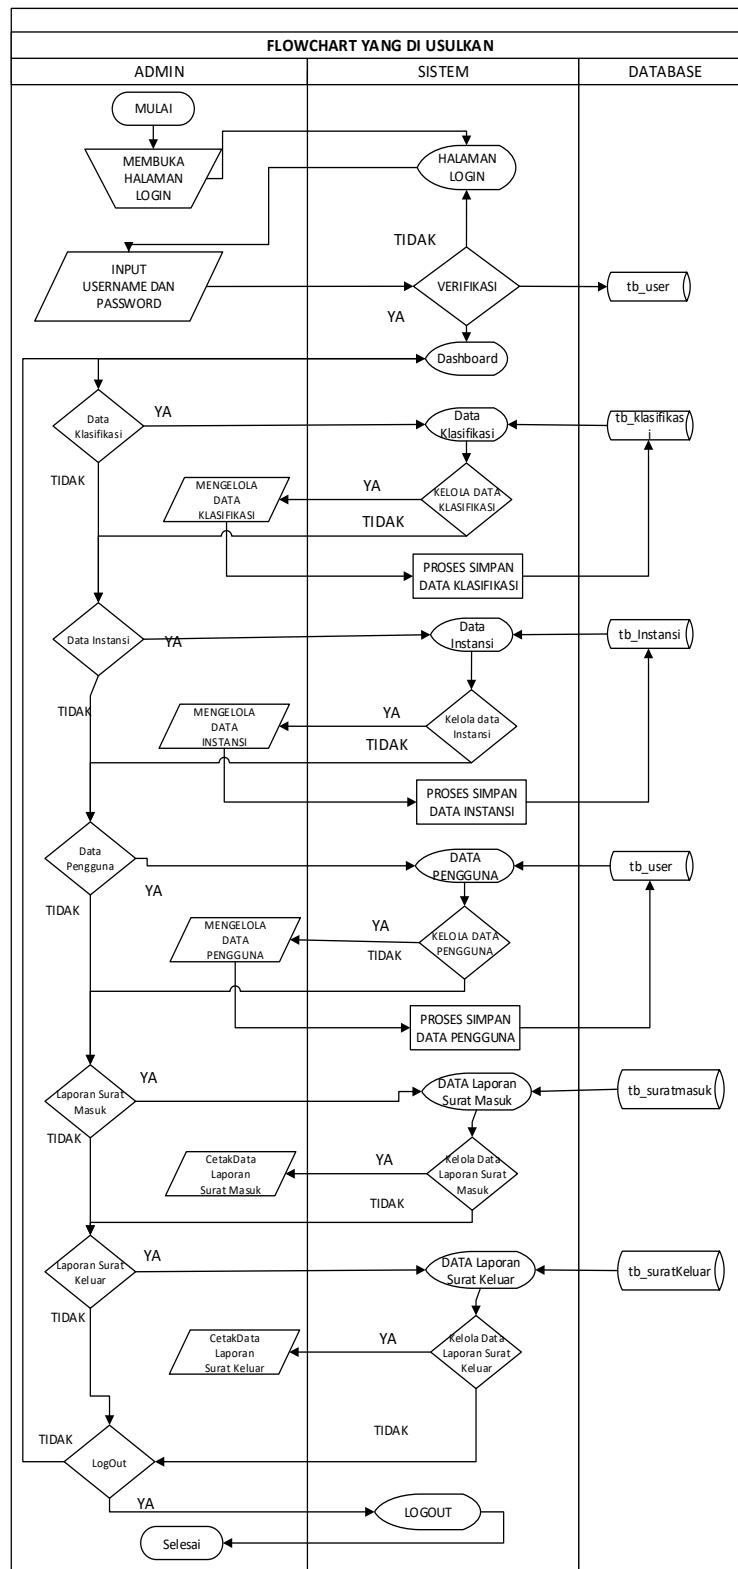 FLOWCHART YANG DI USULKAN
ADMIN
SISTEM
DATABASE
MULAI
MEMBUKA
HALAMAN
LOGIN
HALAMAN
LOGIN
TIDAK
INPUT
USERNAME DAN
PASSWORD
VERIFIKASI
tb_user
YA
Dashboard
Data
Klasifikasi
YA
Data
Klasifikasi
tb_klasifikas
i
TIDAK
MENGELOLA
DATA
KLASIFIKASI
YA
KELOLA DATA
KLASIFIKASI
TIDAK
PROSES SIMPAN
DATA KLASIFIKASI
Data Instansi
YA
Data
Instansi
tb_Instansi
TIDAK
MENGELOLA
DATA
INSTANSI
YA
Kelola data
Instansi
TIDAK
PROSES SIMPAN
DATA INSTANSI
Data
Pengguna
YA
DATA
PENGGUNA
tb_user
TIDAK
MENGELOLA
DATA
PENGGUNA
YA
KELOLA DATA
PENGGUNA
TIDAK
PROSES SIMPAN
DATA PENGGUNA
Laporan Surat
Masuk
YA
DATA Laporan
Surat Masuk
tb_suratmasuk
TIDAK
CetakData
Laporan
Surat Masuk
YA
Kelola Data
Laporan Surat
Masuk
TIDAK
Laporan Surat
Keluar
YA
DATA Laporan
Surat Keluar
tb_suratKeluar
TIDAK
CetakData
Laporan
Surat Keluar
YA
Kelola Data
Laporan Surat
Keluar
TIDAK
TIDAK
LogOut
YA
LOGOUT
Selesai